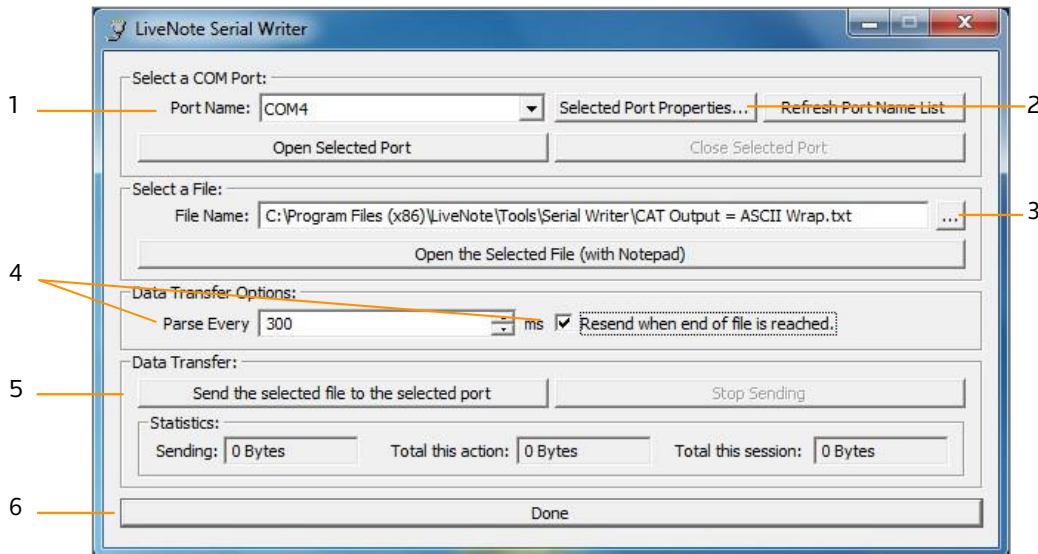 LiveNote Serial Writer
Select a COM Port:
1 Port Name: COM4 Selected Port Properties... Refresh Port Name List 2
Open Selected Port Close Selected Port
Select a File:
File Name: C:\Program Files (x86)\LiveNote\Tools\Serial Writer\CAT Output = ASCII Wrap.txt ... 3
Open the Selected File (with Notepad)
4
Data Transfer Options:
Parse Every 300 ms Resend when end of file is reached.
Data Transfer:
5 Send the selected file to the selected port Stop Sending
Statistics:
Sending: 0 Bytes Total this action: 0 Bytes Total this session: 0 Bytes
6 Done